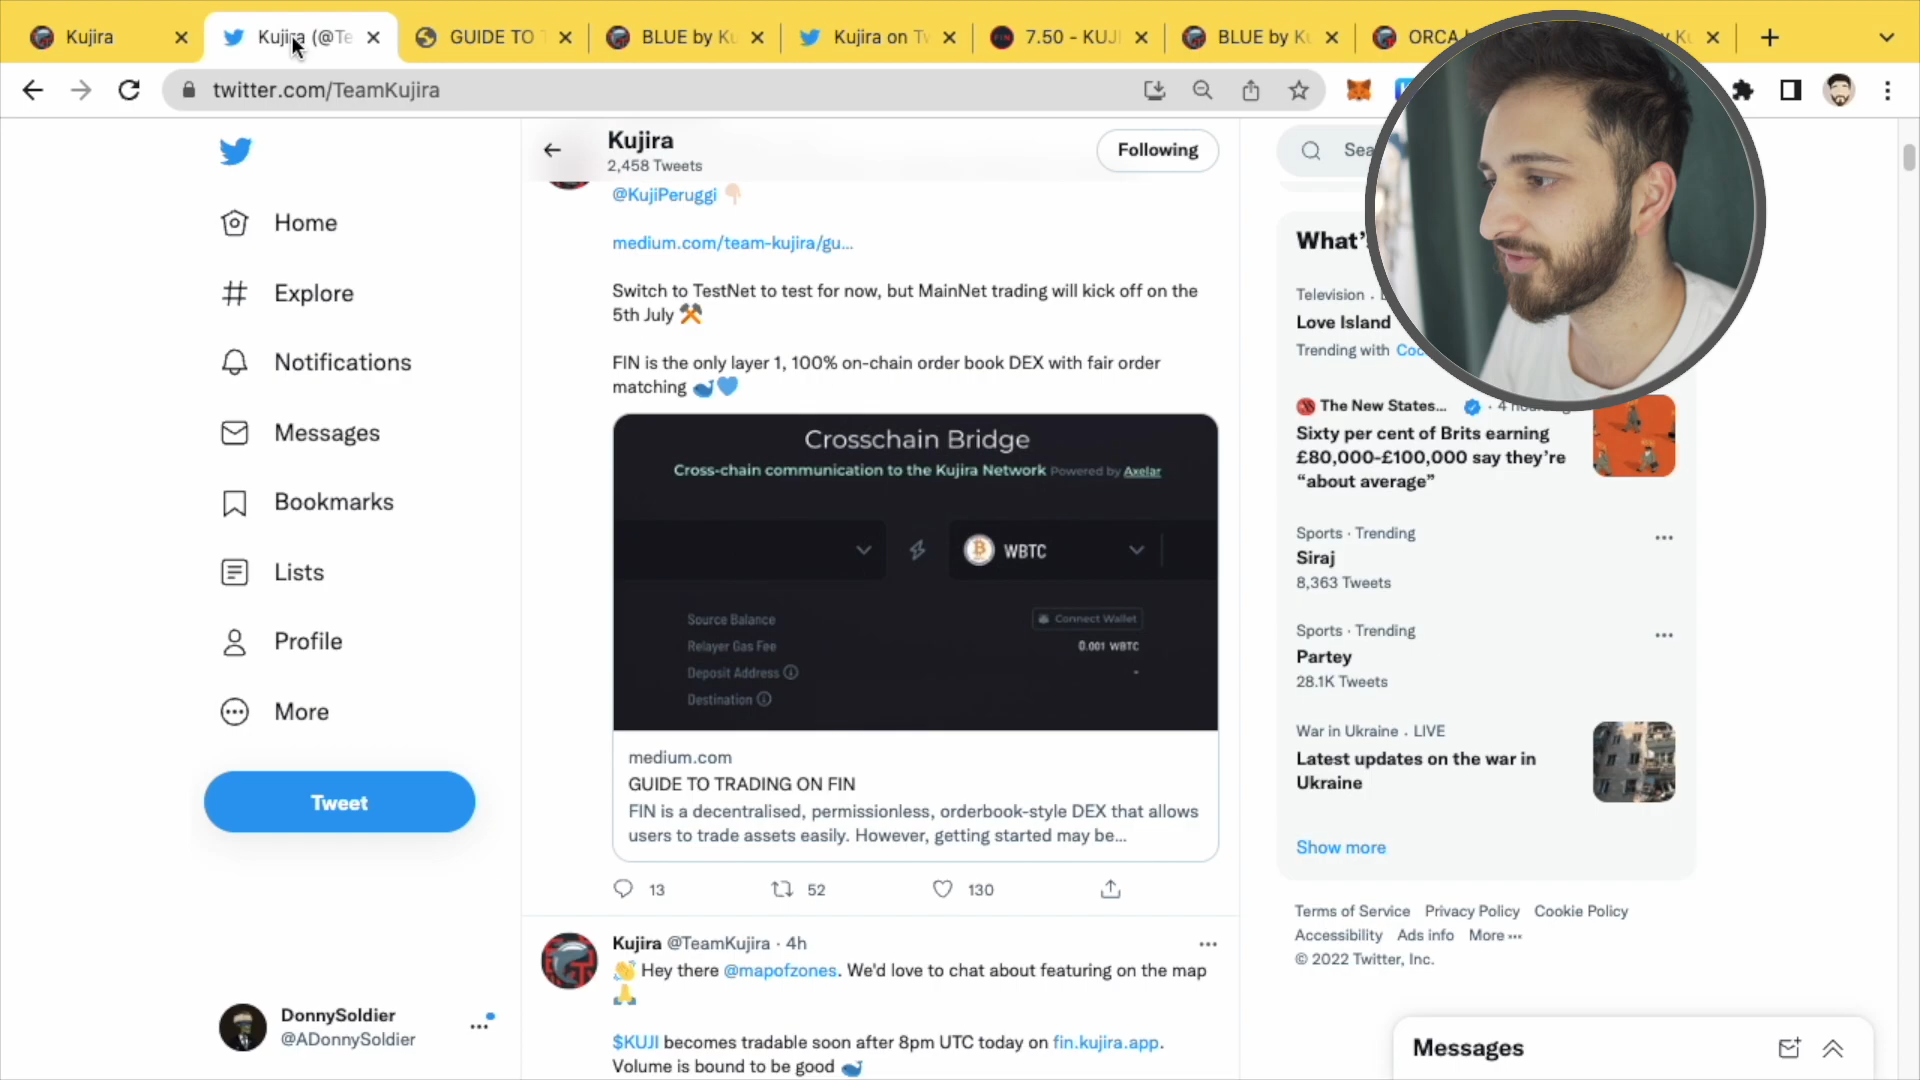 Kujira
Kujira (@Te
GUIDE TO
BLUE by Ku
Kujira on Tw
7.50 - KUJI
BLUE by Ku
ORCA
twitter.com/TeamKujira
Kujira
2,458 Tweets
Following
Sea
Home
Explore
Notifications
Messages
Bookmarks
Lists
Profile
More
Tweet
DonnySoldier
@ADonnySoldier
@KujiPeruggi
medium.com/team-kujira/gu...
Switch to TestNet to test for now, but MainNet trading will kick off on the
5th July
FIN is the only layer 1, 100% on-chain order book DEX with fair order
matching
Crosschain Bridge
Cross-chain communication to the Kujira Network Powered by Axelar
WBTC
Source Balance
Connect Wallet
Relayer Gas Fee
0.001 WBTC
Deposit Address
-
Destination
medium.com
GUIDE TO TRADING ON FIN
FIN is a decentralised, permissionless, orderbook-style DEX that allows
users to trade assets easily. However, getting started may be...
13
52
130
Kujira @TeamKujira · 4h
Hey there @mapofzones. We'd love to chat about featuring on the map
$KUJI becomes tradable soon after 8pm UTC today on fin.kujira.app.
Volume is bound to be good
What'
Television ·
Love Island
Trending with
The New States... · 4
Sixty per cent of Brits earning
£80,000-£100,000 say they're
"about average"
Sports · Trending
Siraj
8,363 Tweets
Sports · Trending
Partey
28.1K Tweets
War in Ukraine · LIVE
Latest updates on the war in
Ukraine
Show more
Terms of Service Privacy Policy Cookie Policy
Accessibility Ads info More ···
© 2022 Twitter, Inc.
Messages